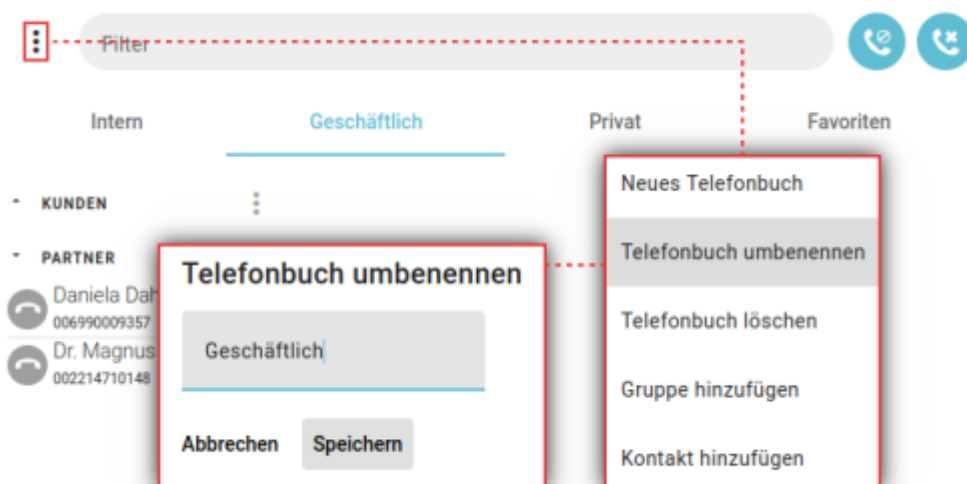 Filter
Intern Geschäftlich Privat Favoriten
KUNDEN
PARTNER
Daniela
006990009357
Dr. Magnus
002214710148
Telefonbuch umbenennen
Geschäftlich
Abbrechen Speichern
Neues Telefonbuch
Telefonbuch umbenennen
Telefonbuch löschen
Gruppe hinzufügen
Kontakt hinzufügen